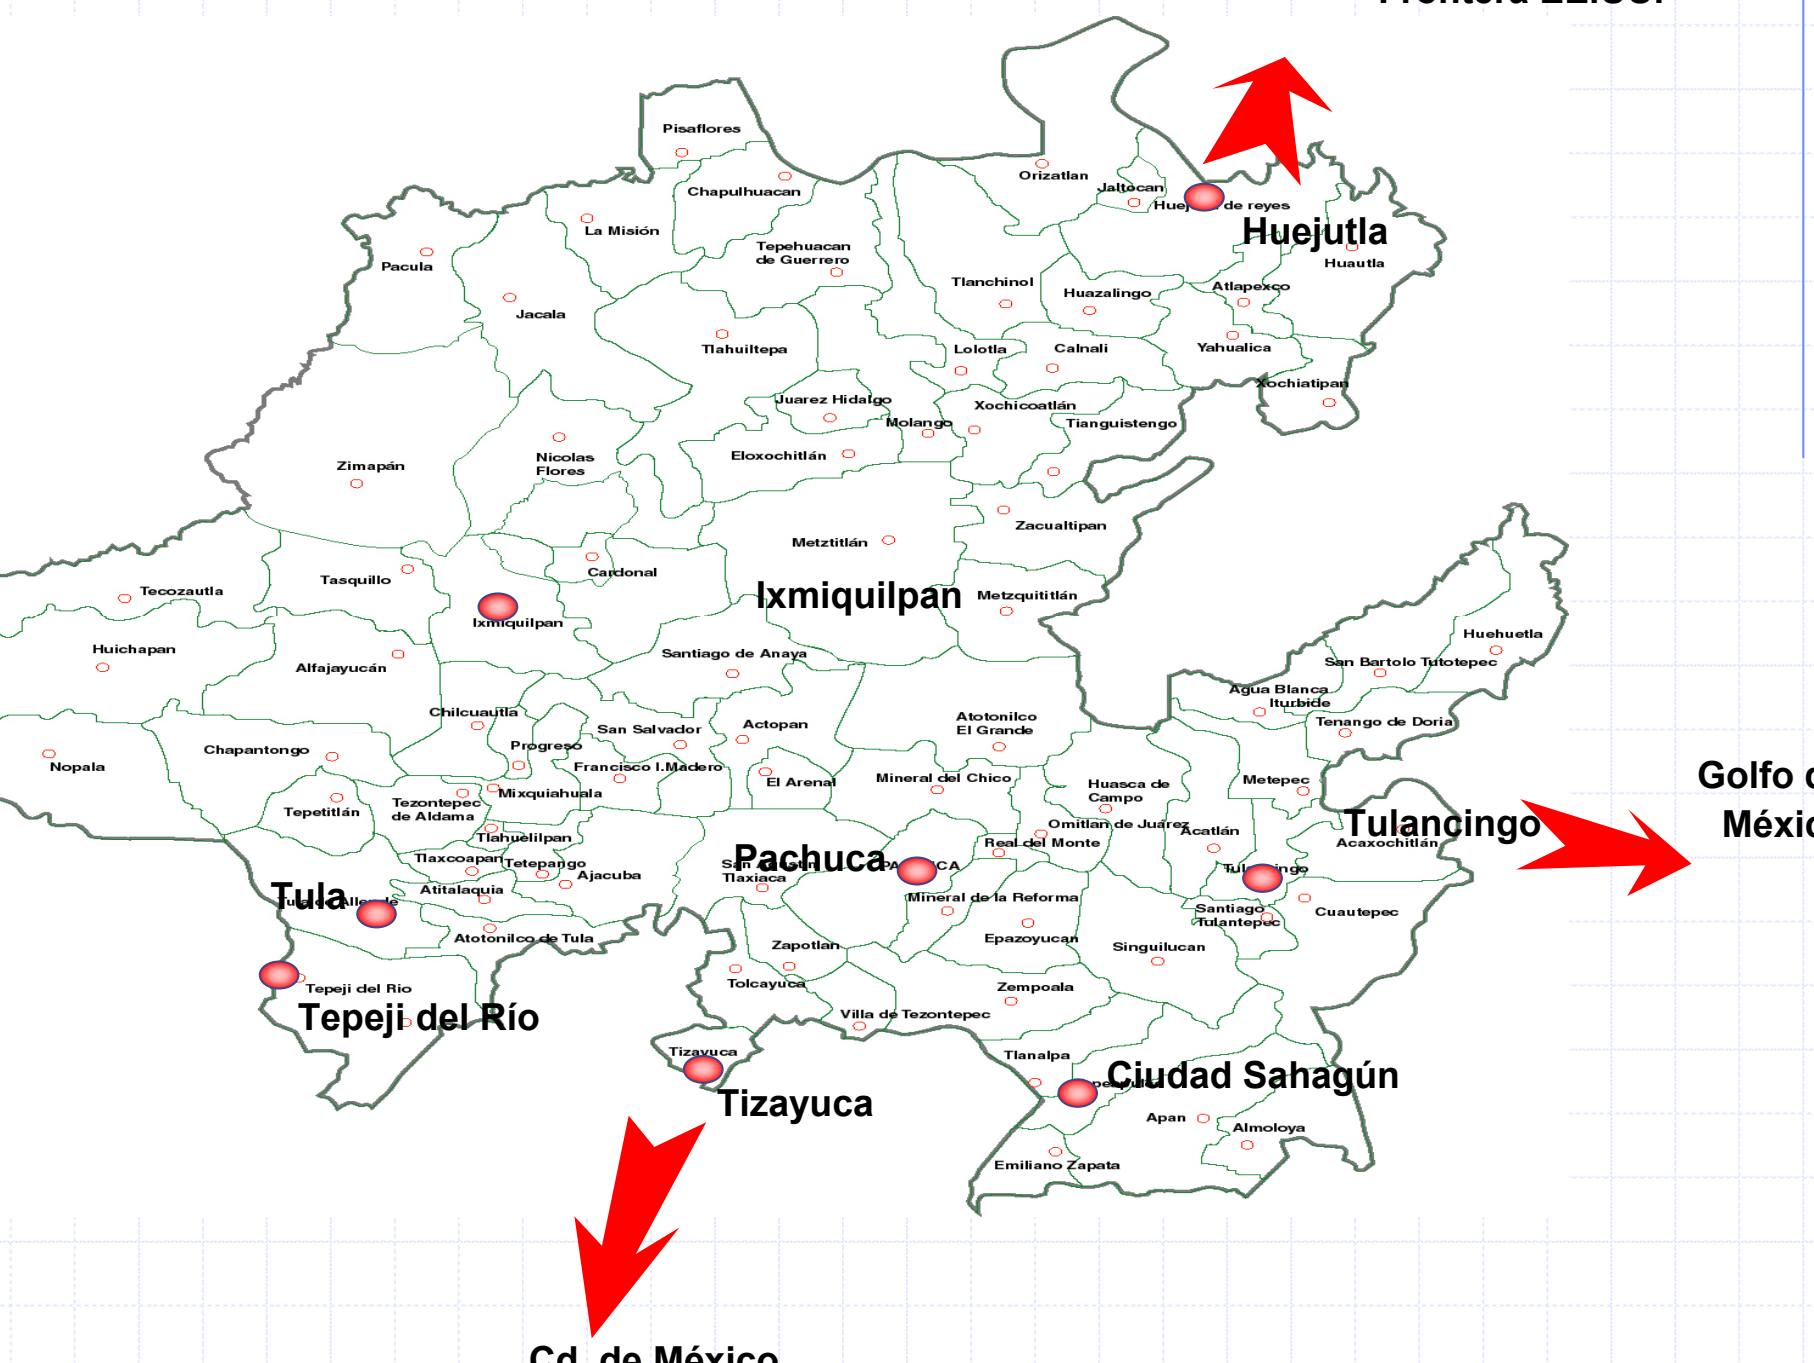 Pisaflores
Chapulhuacan
Orizatlan
Jaltocan
de reyes
Huejutla
La Misión
Tepehuacan
de Guerrero
Huautla
Pacula
Tlanchinol
Huazalingo
Atlapexco
Jacala
Tlahuiltepa
Lolotla
Calnali
Yahualica
Xochiatipan
Juarez Hidalgo
Xochicoatlán
Molango
Tianguistengo
Zimapán
Nicolas
Flores
Eloxochitlán
Zacualtipan
Metztitlán
Tasquillo
Cardonal
Tecozautla
Ixmiquilpan
Metzquititlán
Ixmiquilpan
Huehuetla
Huichapan
Alfajayucán
Santiago de Anaya
San Bartolo Tutotepec
Agua Blanca
Iturbide
Chilcuautla
Actopan
Atotonilco
El Grande
Tenango de Doria
San Salvador
Chapantongo
Progreso
Nopala
Francisco I.Madero
El Arenal
Mineral del Chico
Huasca de
Campo
Metepec
Golfo
Mixquiahuala
Tezontepec
de Aldama
Tepetitlán
Omitlan de Juárez
Acatlán
Tulancingo
Acaxochitlán
Tlahuelilpan
Real del Monte
Tlaxcoapan
Tetepango
Ajacuba
Tlaxiaca
Pachuca
Tula
Atitalaquia
Mineral de la Reforma
Santiago
Tulantepec
Cuautepec
Atotonilco de Tula
Zapotlan
Epazoyucan
Singuilucan
Tepeji del Rio
Tolcayuca
Zempoala
Tepeji del Río
Villa de Tezontepec
Tizayuca
Tlanalpa
Ciudad Sahagún
Tizayuca
Apan
Almoloya
Emiliano Zapata
Cd. de México